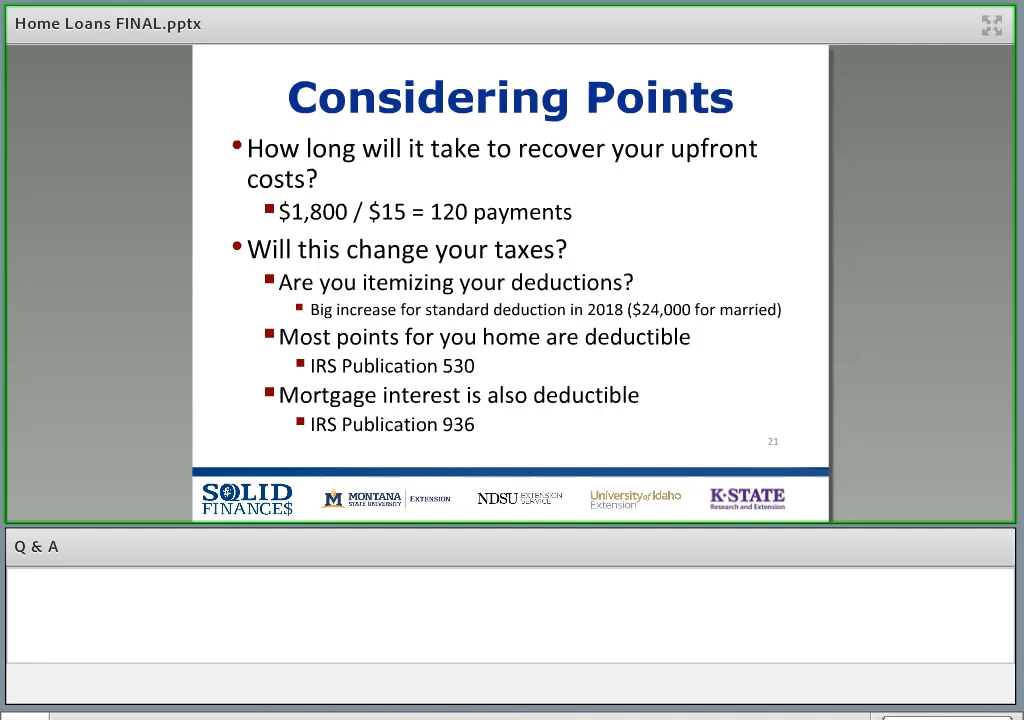 Home Loans FINAL.pptx
Considering Points
• How long will it take to recover your upfront
costs?
▪ $1,800 / $15 = 120 payments
• Will this change your taxes?
▪ Are you itemizing your deductions?
▪ Big increase for standard deduction in 2018 ($24,000 for married)
▪ Most points for you home are deductible
▪ IRS Publication 530
▪ Mortgage interest is also deductible
▪ IRS Publication 936
21
SOLID
FINANCE$
M MONTANA
STATE UNIVERSITY
EXTENSION
NDSU EXTENSION
SERVICE
University of Idaho
Extension
K-STATE
Research and Extension
Q & A